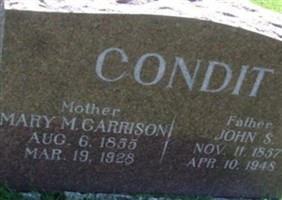 CONDIT
Mother
MARY M. GARRISON
AUG. 6. 1855
MAR. 19, 1928
Father
JOHN S.
NOV. 11. 1857
APR. 10. 1948